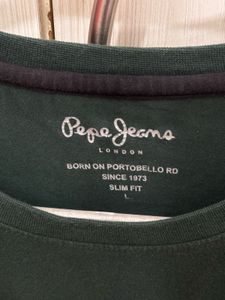 Pepe Jeans
LONDON
BORN ON PORTOBELLO RD
SINCE 1973
SLIM FIT
L